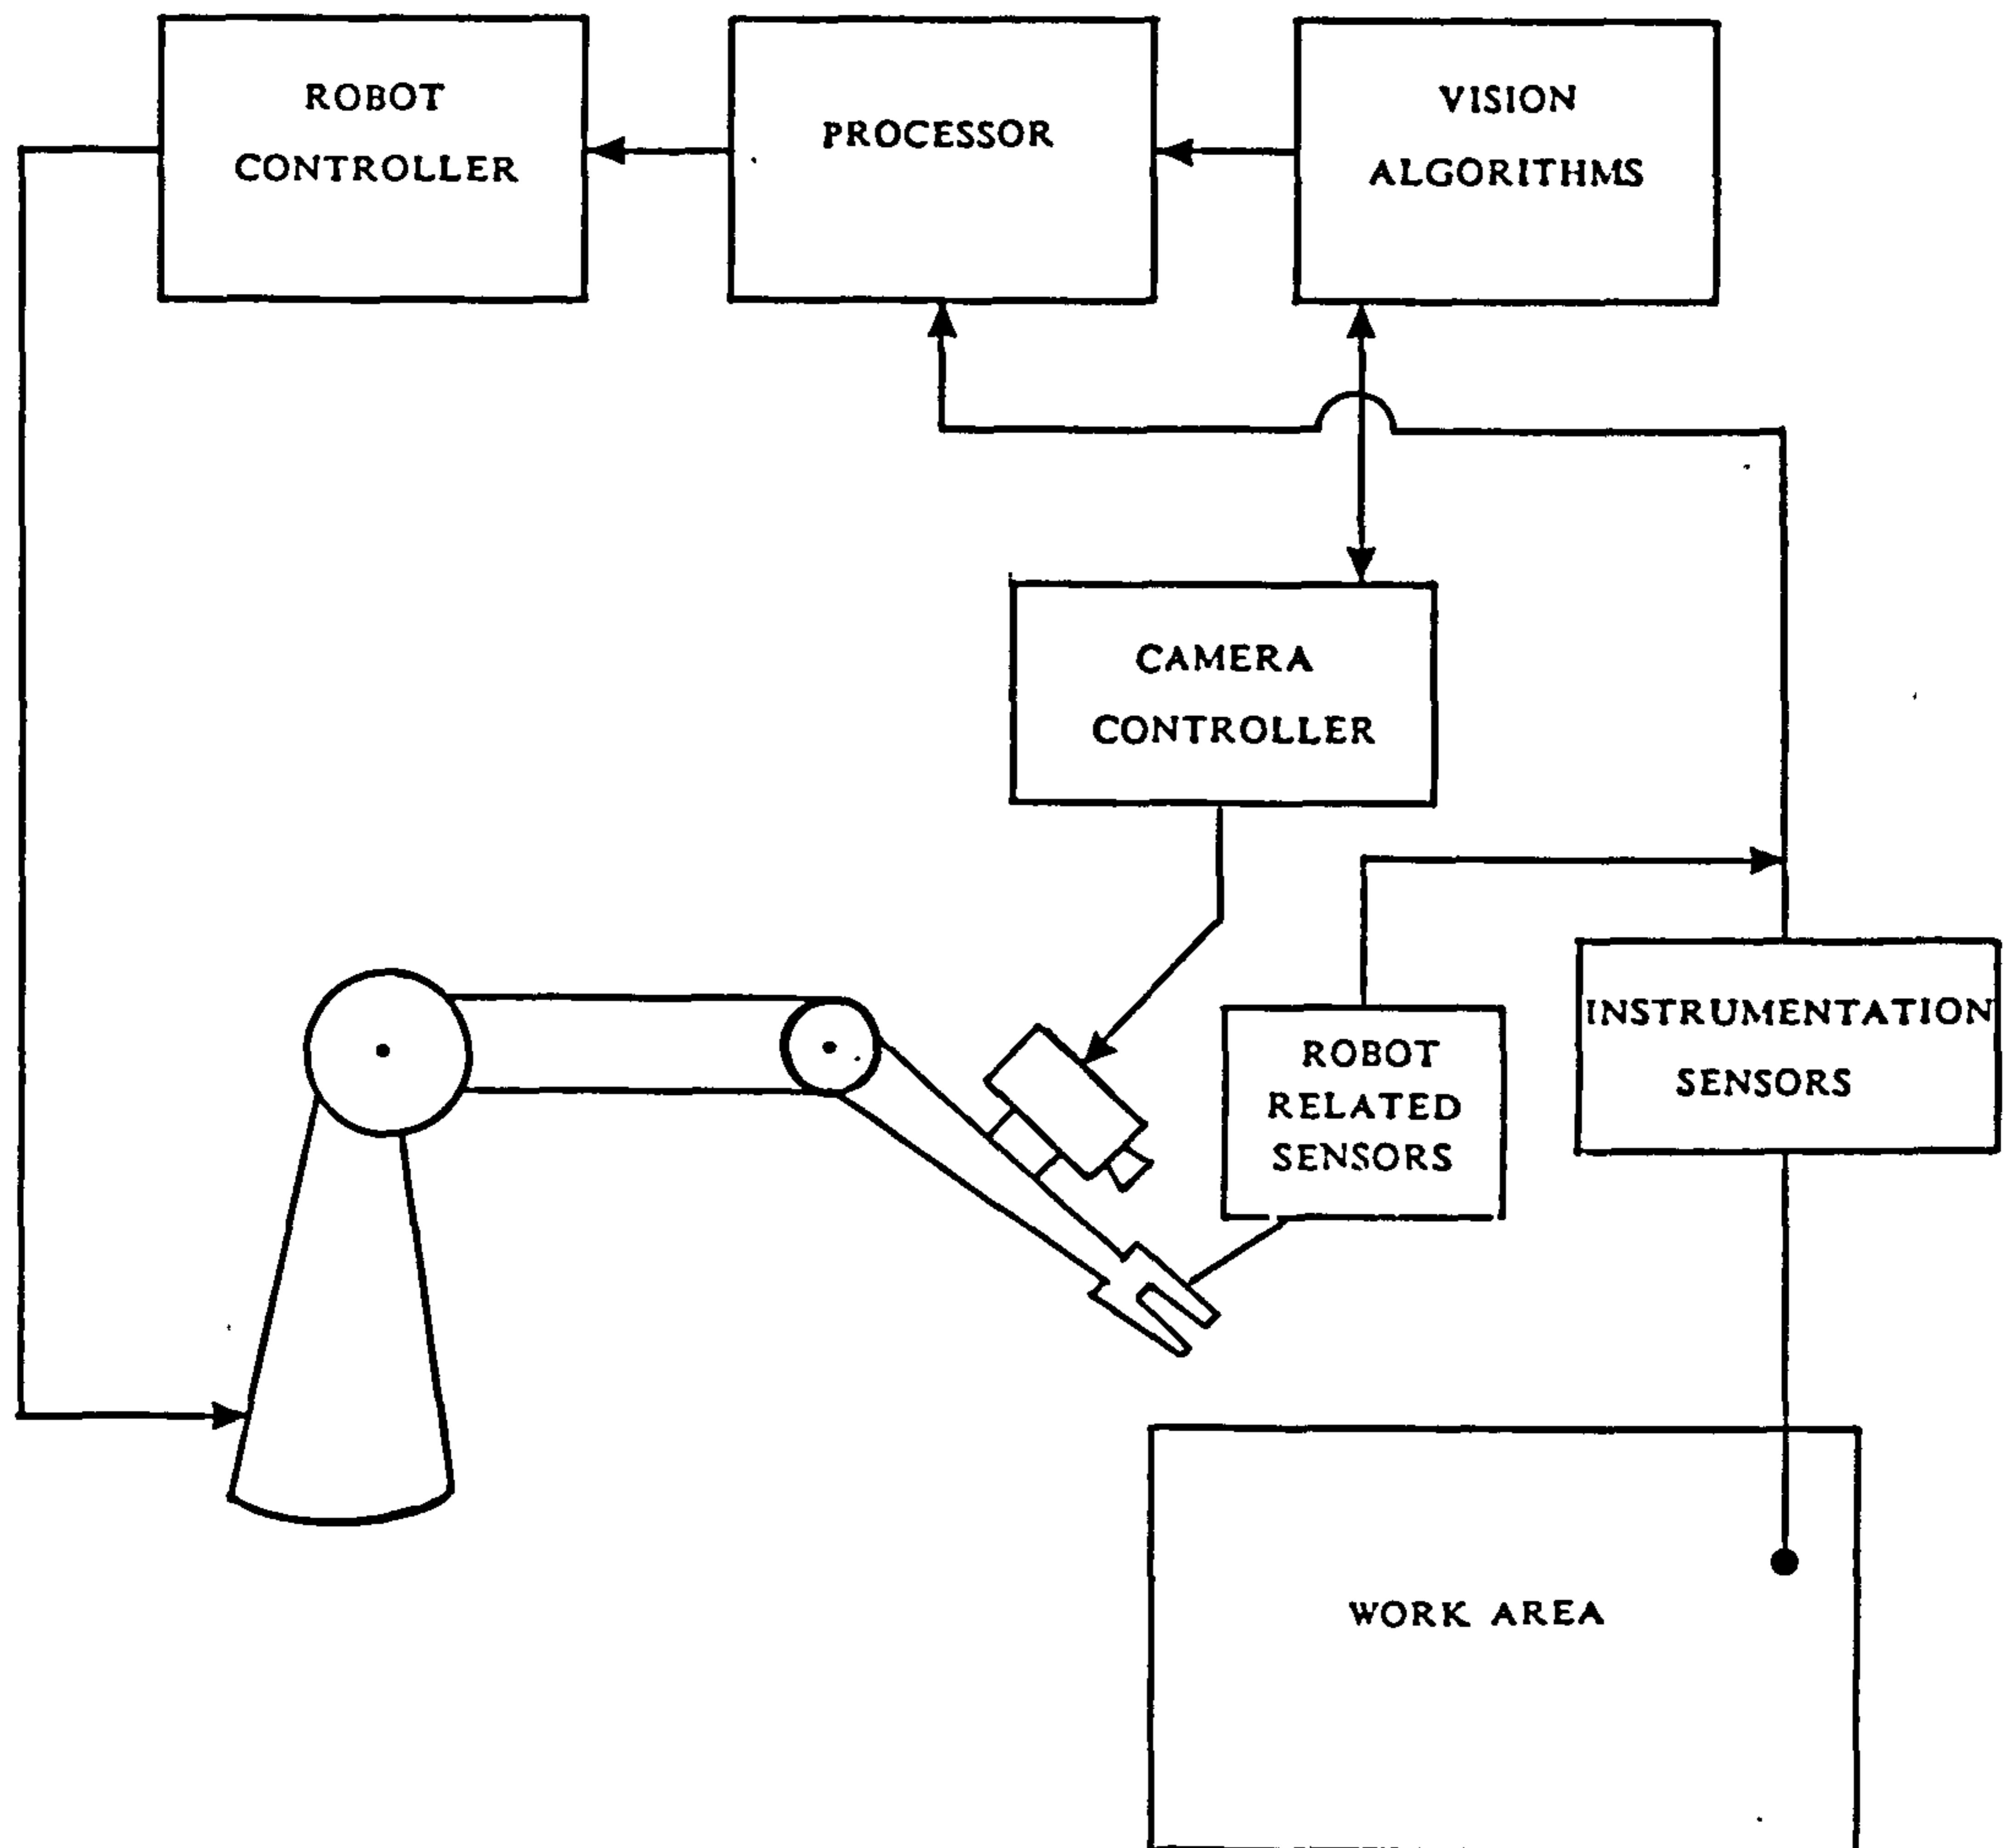 ROBOT
CONTROLLER
PROCESSOR
VISION
ALGORITHMS
CAMERA
CONTROLLER
ROBOT
RELATED
SENSORS
INSTRUMENTATION
SENSORS
WORK AREA